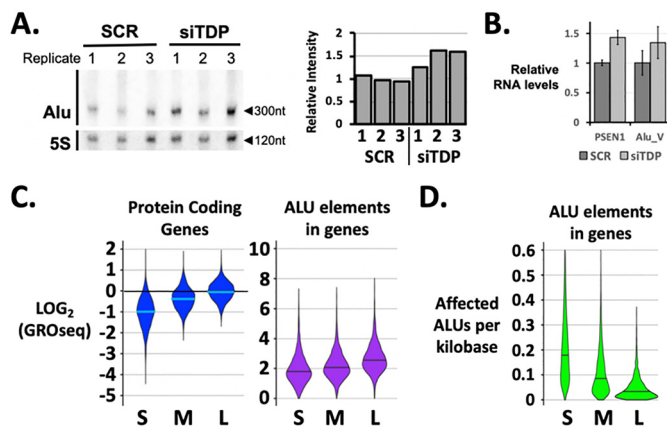 A.
SCR siTDP
Replicate 1 2 3 1 2 3
Alu
300nt
5S
120nt
Relative Intensity
2
1.5
1
0.5
0
1 2 3 1 2 3
SCR siTDP
B.
Relative
RNA levels
1.5
1
0.5
0
PSEN1 Alu_V
SCR siTDP
C.
Protein Coding
Genes
LOG2
(GROseq)
2
1
0
-1
-2
-3
-4
-5
S M L
ALU elements
in genes
10
8
6
4
2
0
S M L
D.
ALU elements
in genes
Affected
ALUs per
kilobase
0.6
0.5
0.4
0.3
0.2
0.1
0
S M L